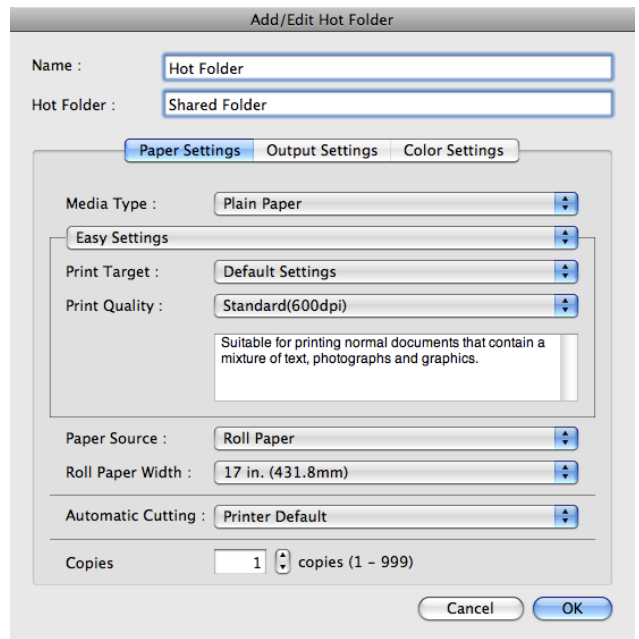 Add/Edit Hot Folder
Name : Hot Folder
Hot Folder : Shared Folder
Paper Settings Output Settings Color Settings
Media Type : Plain Paper
Easy Settings
Print Target : Default Settings
Print Quality : Standard(600dpi)
Suitable for printing normal documents that contain a
mixture of text, photographs and graphics.
Paper Source : Roll Paper
Roll Paper Width : 17 in. (431.8mm)
Automatic Cutting : Printer Default
Copies 1 copies (1 – 999)
Cancel OK